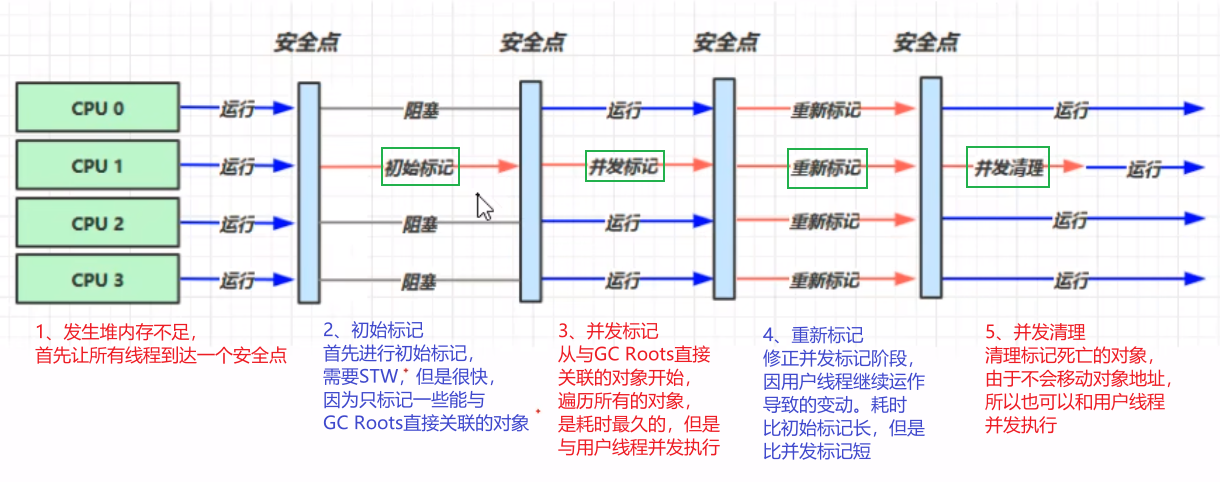 安全点 安全点 安全点 安全点
CPU 0 运行 阻塞 运行 重新标记 运行
CPU 1 运行 初始标记 并发标记 重新标记 并发清理 运行
CPU 2 运行 阻塞 运行 重新标记 运行
CPU 3 运行 阻塞 运行 重新标记 运行
1、发生堆内存不足，
首先让所有线程到达一个安全点
2、初始标记
首先进行初始标记，
需要STW，但是很快，
因为只标记一些能与
GC Roots直接关联的对象
3、并发标记
从与GC Roots直接
关联的对象开始，
遍历所有的对象，
是耗时最久的，但是
与用户线程并发执行
4、重新标记
修正并发标记阶段，
因用户线程继续运作
导致的变动。耗时
比初始标记长，但是
比并发标记短
5、并发清理
清理标记死亡的对象，
由于不会移动对象地址，
所以也可以和用户线程
并发执行